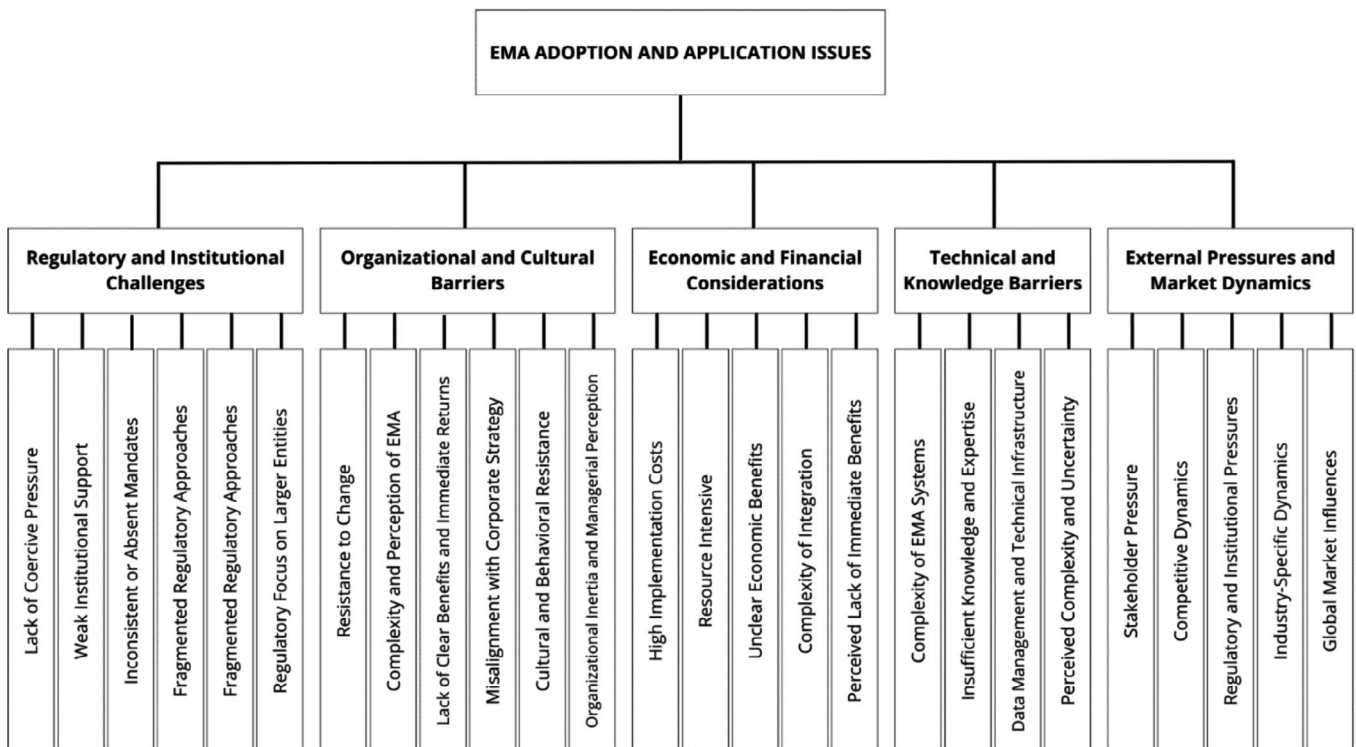 EMA ADOPTION AND APPLICATION ISSUES
Regulatory and Institutional
Challenges
Organizational and Cultural
Barriers
Economic and Financial
Considerations
Technical and
Knowledge Barriers
External Pressures and
Market Dynamics
Lack of Coercive Pressure
Weak Institutional Support
Inconsistent or Absent Mandates
Fragmented Regulatory Approaches
Fragmented Regulatory Approaches
Regulatory Focus on Larger Entities
Resistance to Change
Complexity and Perception of EMA
Lack of Clear Benefits and Immediate Returns
Misalignment with Corporate Strategy
Cultural and Behavioral Resistance
Organizational Inertia and Managerial Perception
High Implementation Costs
Resource Intensive
Unclear Economic Benefits
Complexity of Integration
Perceived Lack of Immediate Benefits
Complexity of EMA Systems
Insufficient Knowledge and Expertise
Data Management and Technical Infrastructure
Perceived Complexity and Uncertainty
Stakeholder Pressure
Competitive Dynamics
Regulatory and Institutional Pressures
Industry-Specific Dynamics
Global Market Influences